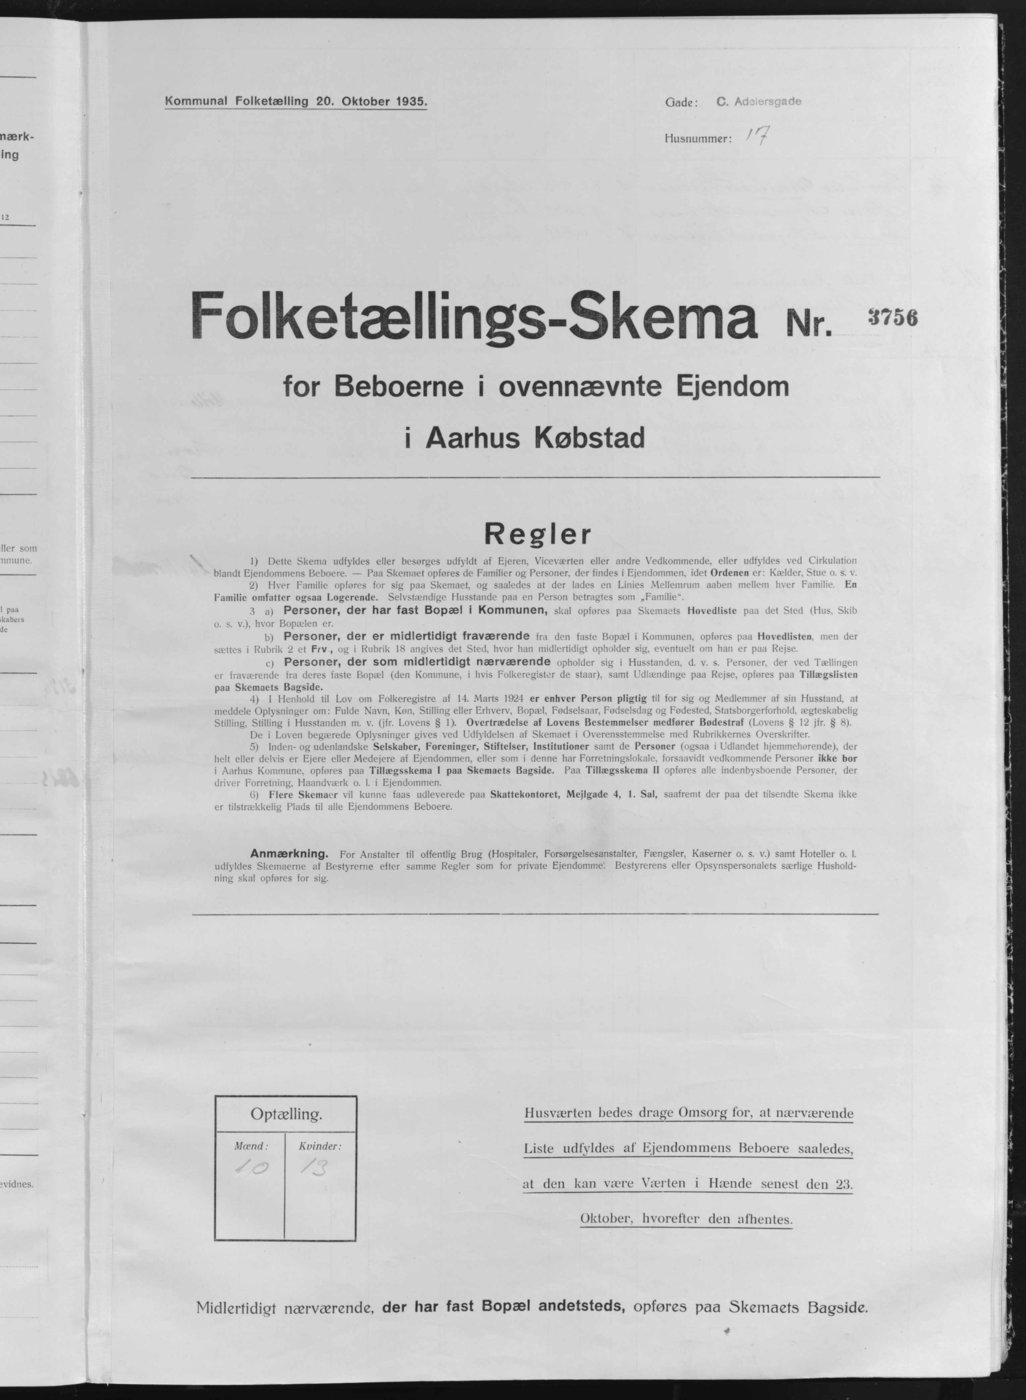 Kommunal Folketælling 20. Oktober 1935.
Gade: C. Adelersgade
Husnummer: 17
mærk-
ing
12
Folketællings-Skema Nr. 3756
for Beboerne i ovennævnte Ejendom
i Aarhus Købstad
Regler
1) Dette Skema udfyldes eller besørges udfyldt af Ejeren, Viceværten eller andre Vedkommende, eller udfyldes ved Cirkulation
blandt Ejendommens Beboere. — Paa Skemaet opføres de Familier og Personer, der findes i Ejendommen, idet Ordenen er: Kælder, Stue o. s. v.
2) Hver Familie opføres for sig paa Skemaet, og saaledes at der lades en Linies Mellemrum aaben mellem hver Familie. En
Familie omfatter ogsaa Logerende. Selvstændige Husstande paa en Person betragtes som „Familie“.
3 a) Personer, der har fast Bopæl i Kommunen, skal opføres paa Skemaets Hovedliste paa det Sted (Hus, Skib
o. s. v.), hvor Bopælen er.
b) Personer, der er midlertidigt fraværende fra den faste Bopæl i Kommunen, opføres paa Hovedlisten, men der
sættes i Rubrik 2 et Frv., og i Rubrik 18 angives det Sted, hvor han midlertidigt opholder sig, eventuelt om han er paa Rejse.
c) Personer, der som midlertidigt nærværende opholder sig i Husstanden, d. v. s. Personer, der ved Tællingen
er fraværende fra deres faste Bopæl (den Kommune, i hvis Folkeregister de staar), samt Udlændinge paa Rejse, opføres paa Tillægslisten
paa Skemaets Bagside.
4) I Henhold til Lov om Folkeregistre af 14. Marts 1924 er enhver Person pligtig til for sig og Medlemmer af sin Husstand, at
meddele Oplysninger om: Fulde Navn, Køn, Stilling eller Erhverv, Bopæl, Fødselsaar, Fødselsdag og Fødested, Statsborgerforhold, ægteskabelig
Stilling, Stilling i Husstanden m. v. (jfr. Lovens § 1). Overtrædelse af Lovens Bestemmelser medfører Bødestraf (Lovens § 12 jfr. § 8).
De i Loven begærede Oplysninger gives ved Udfyldelsen af Skemaet i Overensstemmelse med Rubrikkernes Overskrifter.
5) Inden- og udenlandske Selskaber, Foreninger, Stiftelser, Institutioner samt de Personer (ogsaa i Udlandet hjemmehørende), der
helt eller delvis er Ejere eller Medejere af Ejendommen, eller som i denne har Forretningslokale, forsaavidt vedkommende Personer ikke bor
i Aarhus Kommune, opføres paa Tillægsskema I paa Skemaets Bagside. Paa Tillægsskema II opføres alle indenbysboende Personer, der
driver Forretning, Haandværk o. l. i Ejendommen.
6) Flere Skemaer vil kunne faas udleverede paa Skattekontoret, Mejlgade 4, 1. Sal, saafremt der paa det tilsendte Skema ikke
er tilstrækkelig Plads til alle Ejendommens Beboere.
Anmærkning. For Anstalter til offentlig Brug (Hospitaler, Forsørgelsesanstalter, Fængsler, Kaserner o. s. v.) samt Hoteller o. l.
udfyldes Skemaerne af Bestyrerne efter samme Regler som for private Ejendomme. Bestyrerens eller Opsynspersonalets særlige Hushold-
ning skal opføres for sig.
ller som
mmune.
l paa
skabers
de
evidnes.
Optælling.
Mænd: Kvinder:
10 13
Husværten bedes drage Omsorg for, at nærværende
Liste udfyldes af Ejendommens Beboere saaledes,
at den kan være Værten i Hænde senest den 23.
Oktober, hvorefter den afhentes.
Midlertidigt nærværende, der har fast Bopæl andetsteds, opføres paa Skemaets Bagside.